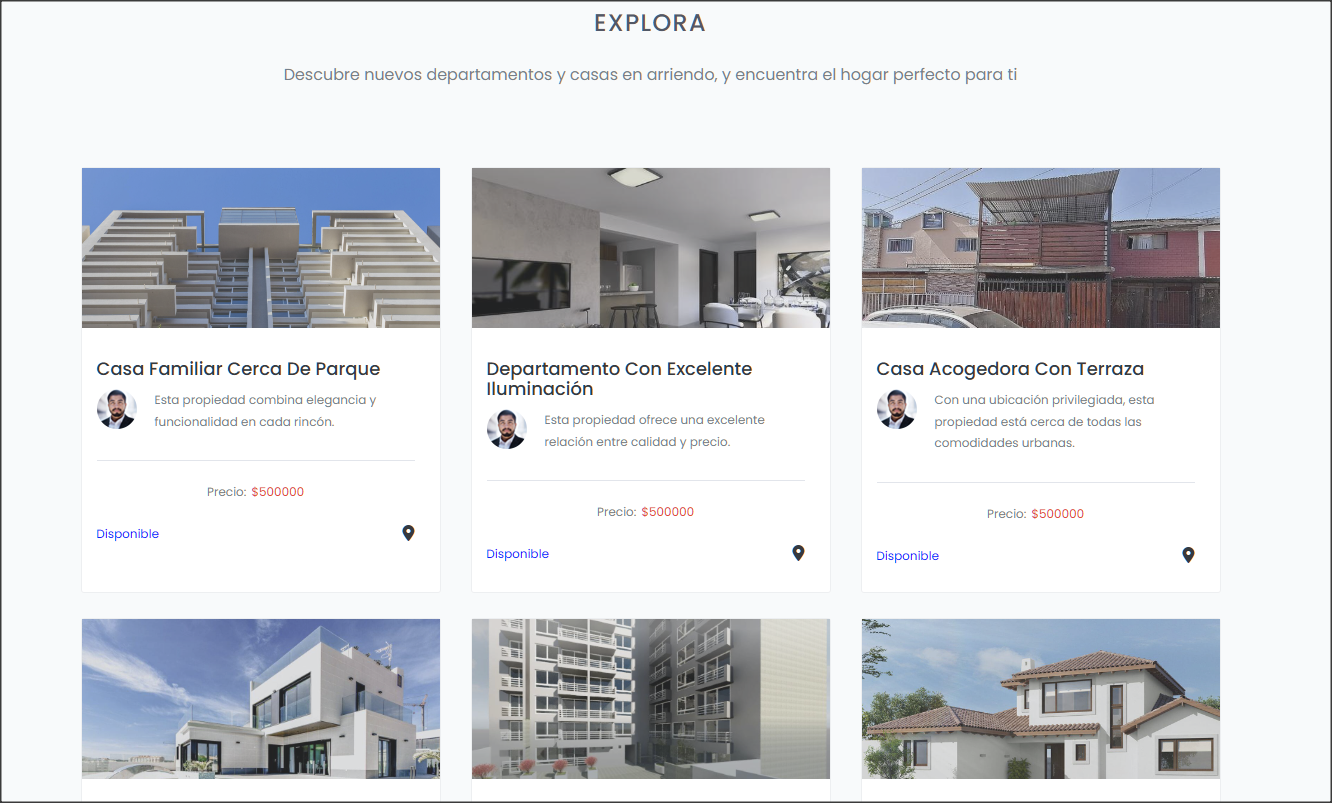 EXPLORA
Descubre nuevos departamentos y casas en arriendo, y encuentra el hogar perfecto para ti
Casa Familiar Cerca De Parque
Esta propiedad combina elegancia y
funcionalidad en cada rincón.
Precio: $500000
Disponible
Departamento Con Excelente
Iluminación
Esta propiedad ofrece una excelente
relación entre calidad y precio.
Precio: $500000
Disponible
Casa Acogedora Con Terraza
Con una ubicación privilegiada, esta
propiedad está cerca de todas las
comodidades urbanas.
Precio: $500000
Disponible